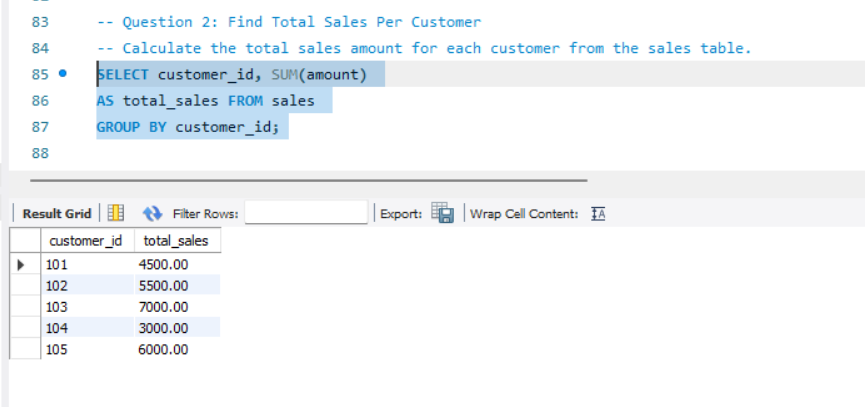 83 -- Question 2: Find Total Sales Per Customer
84 -- Calculate the total sales amount for each customer from the sales table.
85 SELECT customer_id, SUM(amount)
86 AS total_sales FROM sales
87 GROUP BY customer_id;
88
Result Grid Filter Rows: Export: Wrap Cell Content: IA
customer_id total_sales
101 4500.00
102 5500.00
103 7000.00
104 3000.00
105 6000.00